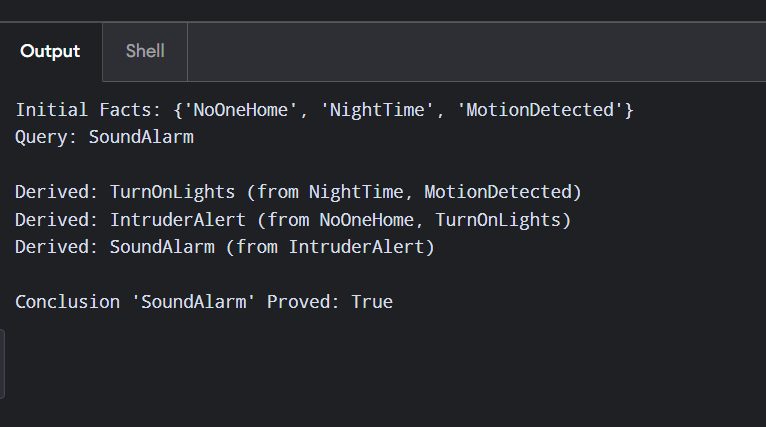 Output Shell
Initial Facts: {'NoOneHome', 'NightTime', 'MotionDetected'}
Query: SoundAlarm
Derived: TurnOnLights (from NightTime, MotionDetected)
Derived: IntruderAlert (from NoOneHome, TurnOnLights)
Derived: SoundAlarm (from IntruderAlert)
Conclusion 'SoundAlarm' Proved: True